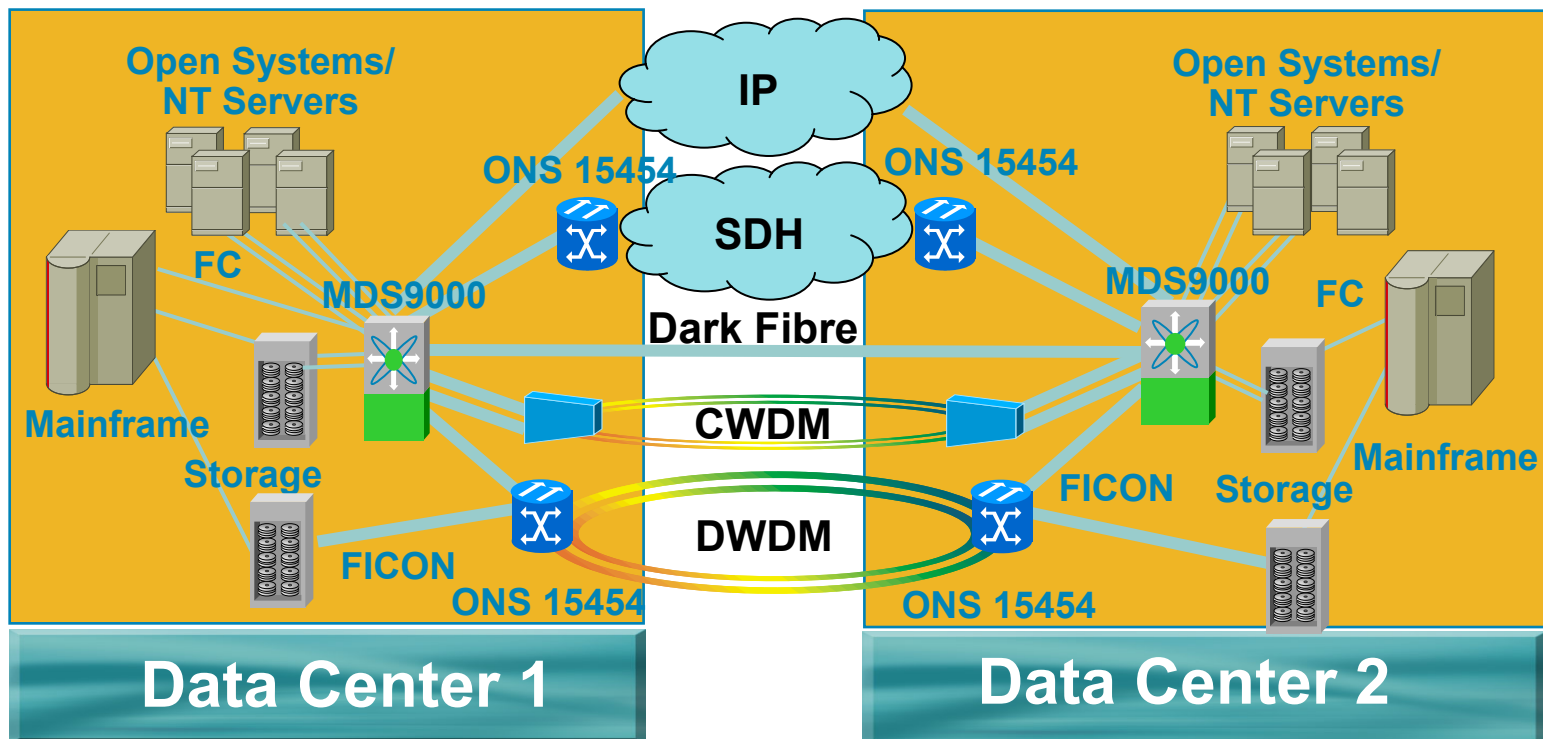 Open Systems/
NT Servers
IP
Open Systems/
NT Servers
ONS 15454
ONS 15454
SDH
FC
MDS9000
MDS9000
FC
Dark Fibre
Mainframe
CWDM
Mainframe
Storage
FICON
Storage
DWDM
FICON
ONS 15454
ONS 15454
Data Center 1
Data Center 2